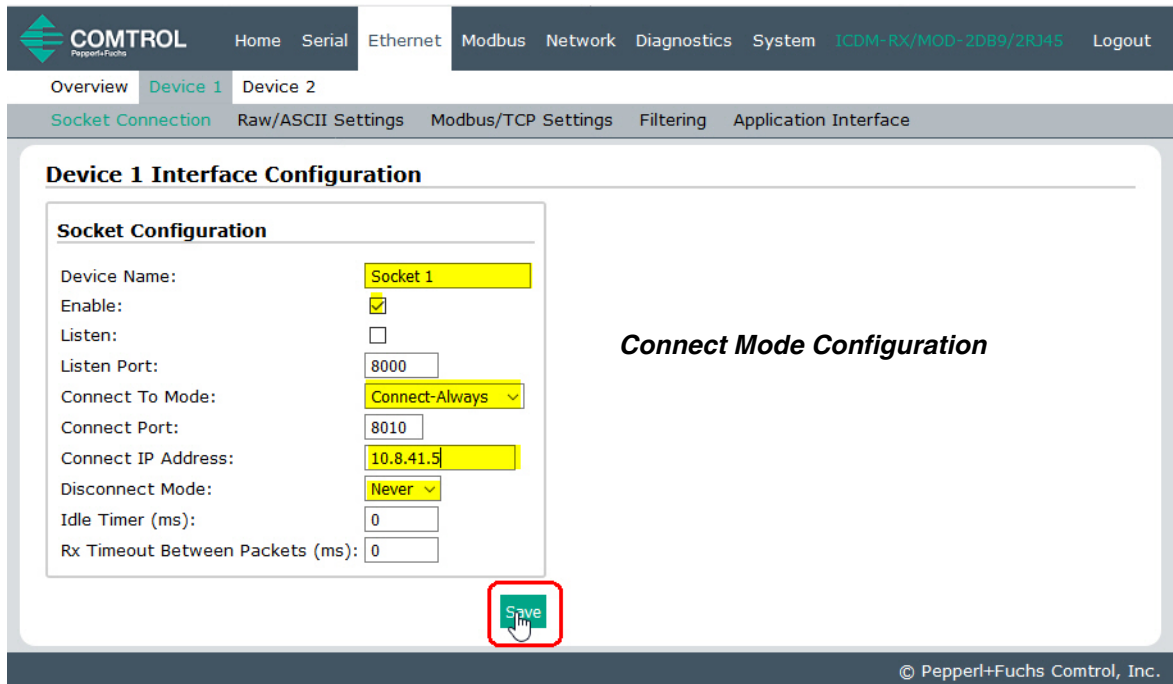 COMTROL
Pepperl+Fuchs
Home Serial Ethernet Modbus Network Diagnostics System ICDM-RX/MOD-2DB9/2RJ45 Logout
Overview Device 1 Device 2
Socket Connection Raw/ASCII Settings Modbus/TCP Settings Filtering Application Interface
Device 1 Interface Configuration
Socket Configuration
Device Name: Socket 1
Enable:
Listen:
Listen Port: 8000
Connect To Mode: Connect-Always
Connect Port: 8010
Connect IP Address: 10.8.41.5
Disconnect Mode: Never
Idle Timer (ms): 0
Rx Timeout Between Packets (ms): 0
Connect Mode Configuration
Save
© Pepperl+Fuchs Comtrol, Inc.